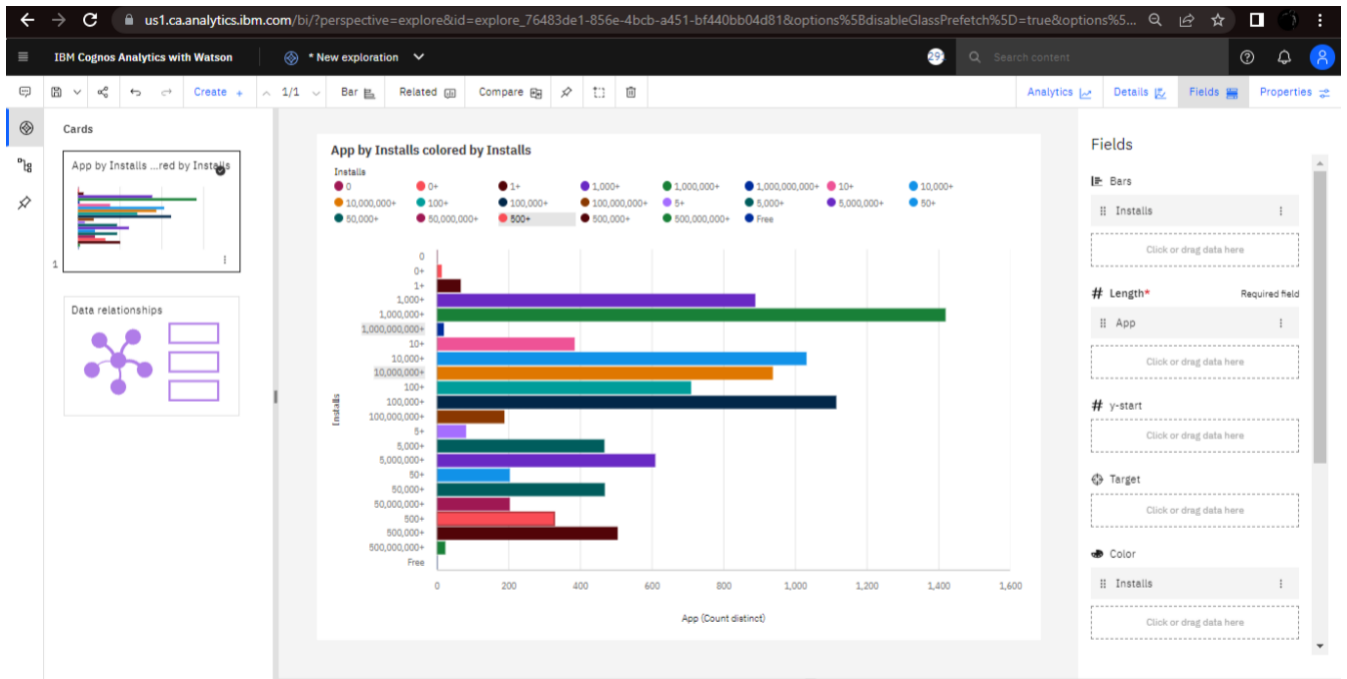 us1.ca.analytics.ibm.com/bi/?perspective=explore&id=explore_76483de1-856e-4bcb-a451-bf440bb04d81&options%5BdisableGlassPrefetch%5D=true&options%5...
IBM Cognos Analytics with Watson * New exploration 29 Search content
Create + 1/1 Bar Related Compare Analytics Details Fields Properties
Cards
App by Installs ...red by Installs
1
Data relationships
App by Installs colored by Installs
Installs
0 0+ 1+ 1,000+ 1,000,000+ 1,000,000,000+ 10+ 10,000+
10,000,000+ 100+ 100,000+ 100,000,000+ 5+ 5,000+ 5,000,000+ 50+
50,000+ 50,000,000+ 500+ 500,000+ 500,000,000+ Free
Installs
0
0+
1+
1,000+
1,000,000+
1,000,000,000+
10+
10,000+
10,000,000+
100+
100,000+
100,000,000+
5+
5,000+
5,000,000+
50+
50,000+
50,000,000+
500+
500,000+
500,000,000+
Free
0 200 400 600 800 1,000 1,200 1,400 1,600
App (Count distinct)
Fields
Bars
Installs
Click or drag data here
# Length* Required field
App
Click or drag data here
# y-start
Click or drag data here
Target
Click or drag data here
Color
Installs
Click or drag data here